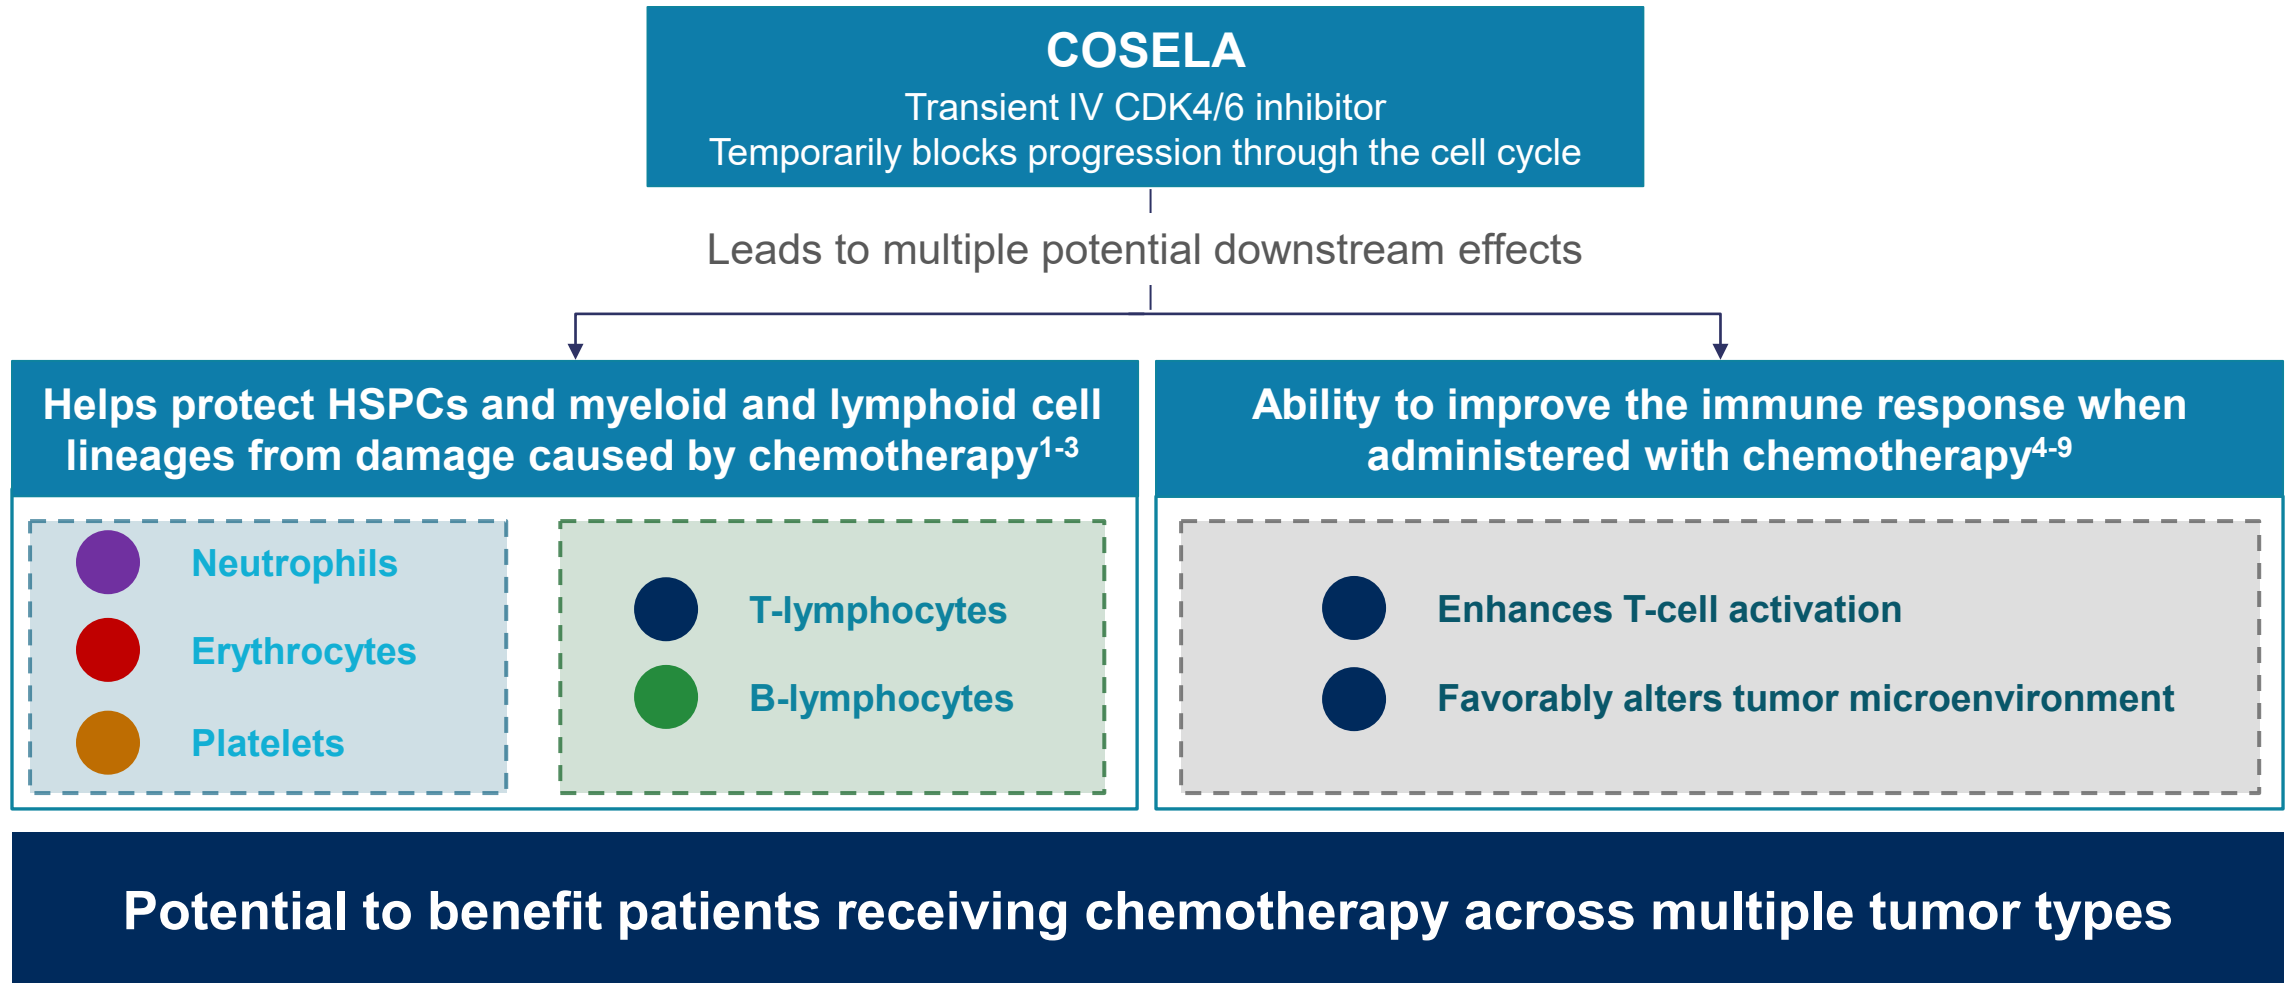 COSELA
Transient IV CDK4/6 inhibitor
Temporarily blocks progression through the cell cycle
Leads to multiple potential downstream effects
Helps protect HSPCs and myeloid and lymphoid cell
lineages from damage caused by chemotherapy1-3
Neutrophils
Erythrocytes
Platelets
T-lymphocytes
B-lymphocytes
Ability to improve the immune response when
administered with chemotherapy4-9
Enhances T-cell activation
Favorably alters tumor microenvironment
Potential to benefit patients receiving chemotherapy across multiple tumor types